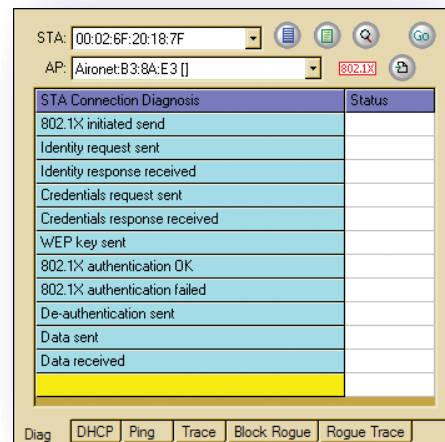 STA: 00:02:6F:20:18:7F Go
AP: Aironet:B3:8A:E3 [] 802.1X
STA Connection Diagnosis Status
802.1X initiated send
Identity request sent
Identity response received
Credentials request sent
Credentials response received
WEP key sent
802.1X authentication OK
802.1X authentication failed
De-authentication sent
Data sent
Data received
Diag DHCP Ping Trace Block Rogue Rogue Trace